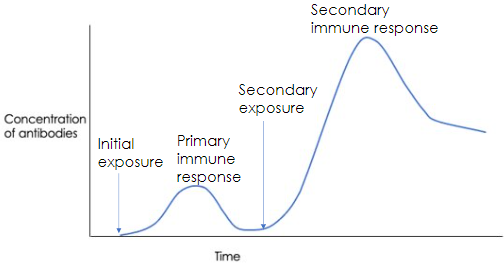 Secondary
immune response
Secondary
exposure
Concentration
of antibodies
Initial
exposure
Primary
immune
response
Time